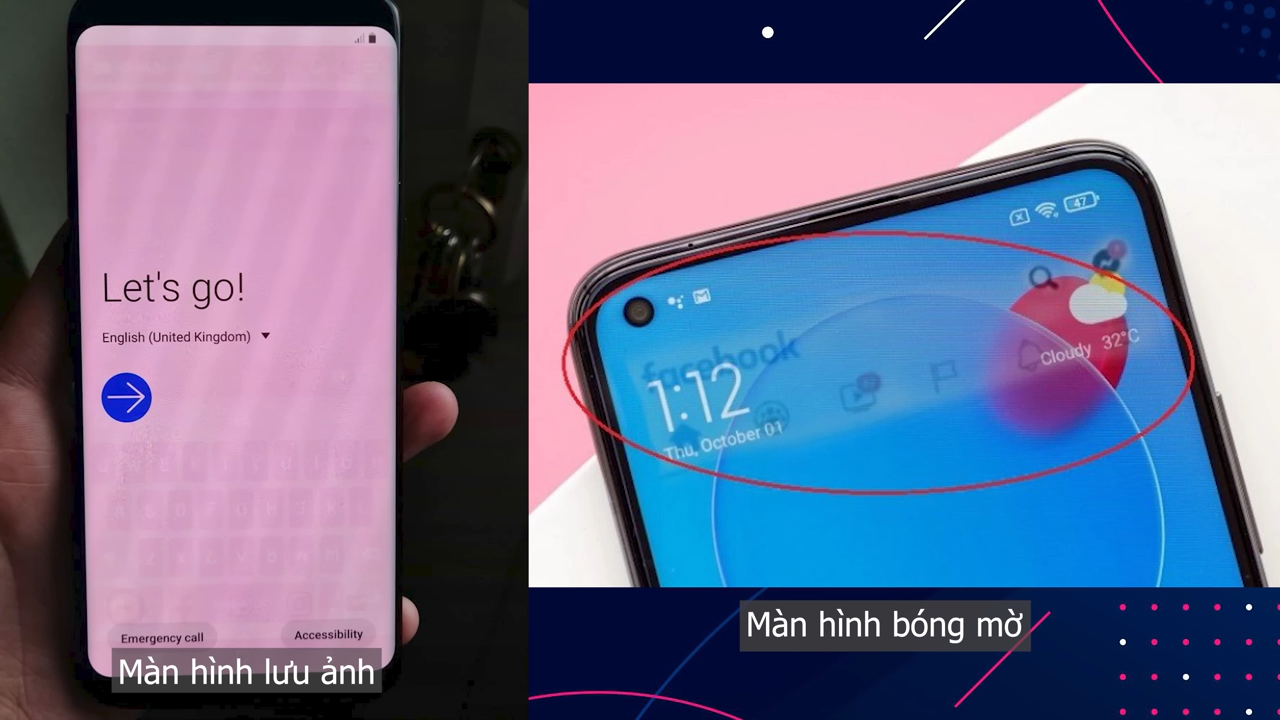 Let's go!
English (United Kingdom)
Emergency call
Accessibility
Màn hình lưu ảnh
47
facebook
1:12
Cloudy 32°C
Thu, October 01
Màn hình bóng mờ